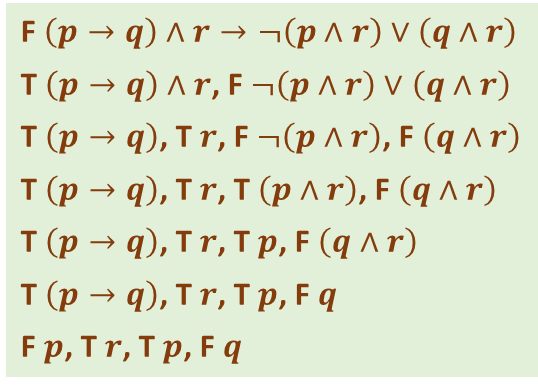 F (p → q) ∧ r → ¬(p ∧ r) ∨ (q ∧ r)
T (p → q) ∧ r, F ¬(p ∧ r) ∨ (q ∧ r)
T (p → q), T r, F ¬(p ∧ r), F (q ∧ r)
T (p → q), T r, T (p ∧ r), F (q ∧ r)
T (p → q), T r, T p, F (q ∧ r)
T (p → q), T r, T p, F q
F p, T r, T p, F q